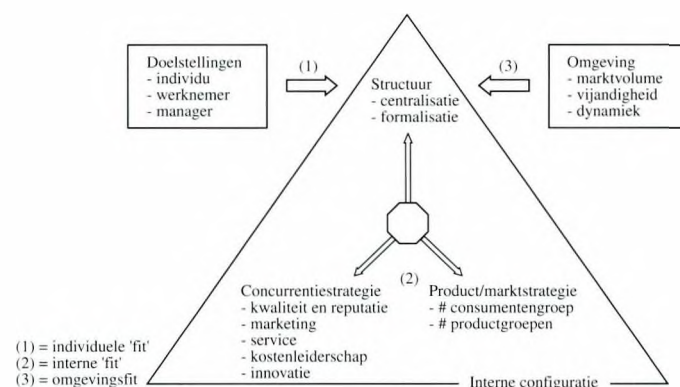 Doelstellingen
- individu
- werknemer
- manager
(1)
Structuur
- centralisatie
- formalisatie
(3)
Omgeving
- marktvolume
- vijandigheid
- dynamiek
(2)
Concurrentiestrategie
- kwaliteit en reputatie
- marketing
- service
- kostenleiderschap
- innovatie
Product/marktstrategie
- # consumentengroep
- # productgroepen
(1) = individuele 'fit'
(2) = interne 'fit'
(3) = omgevingsfit
Interne configuratie